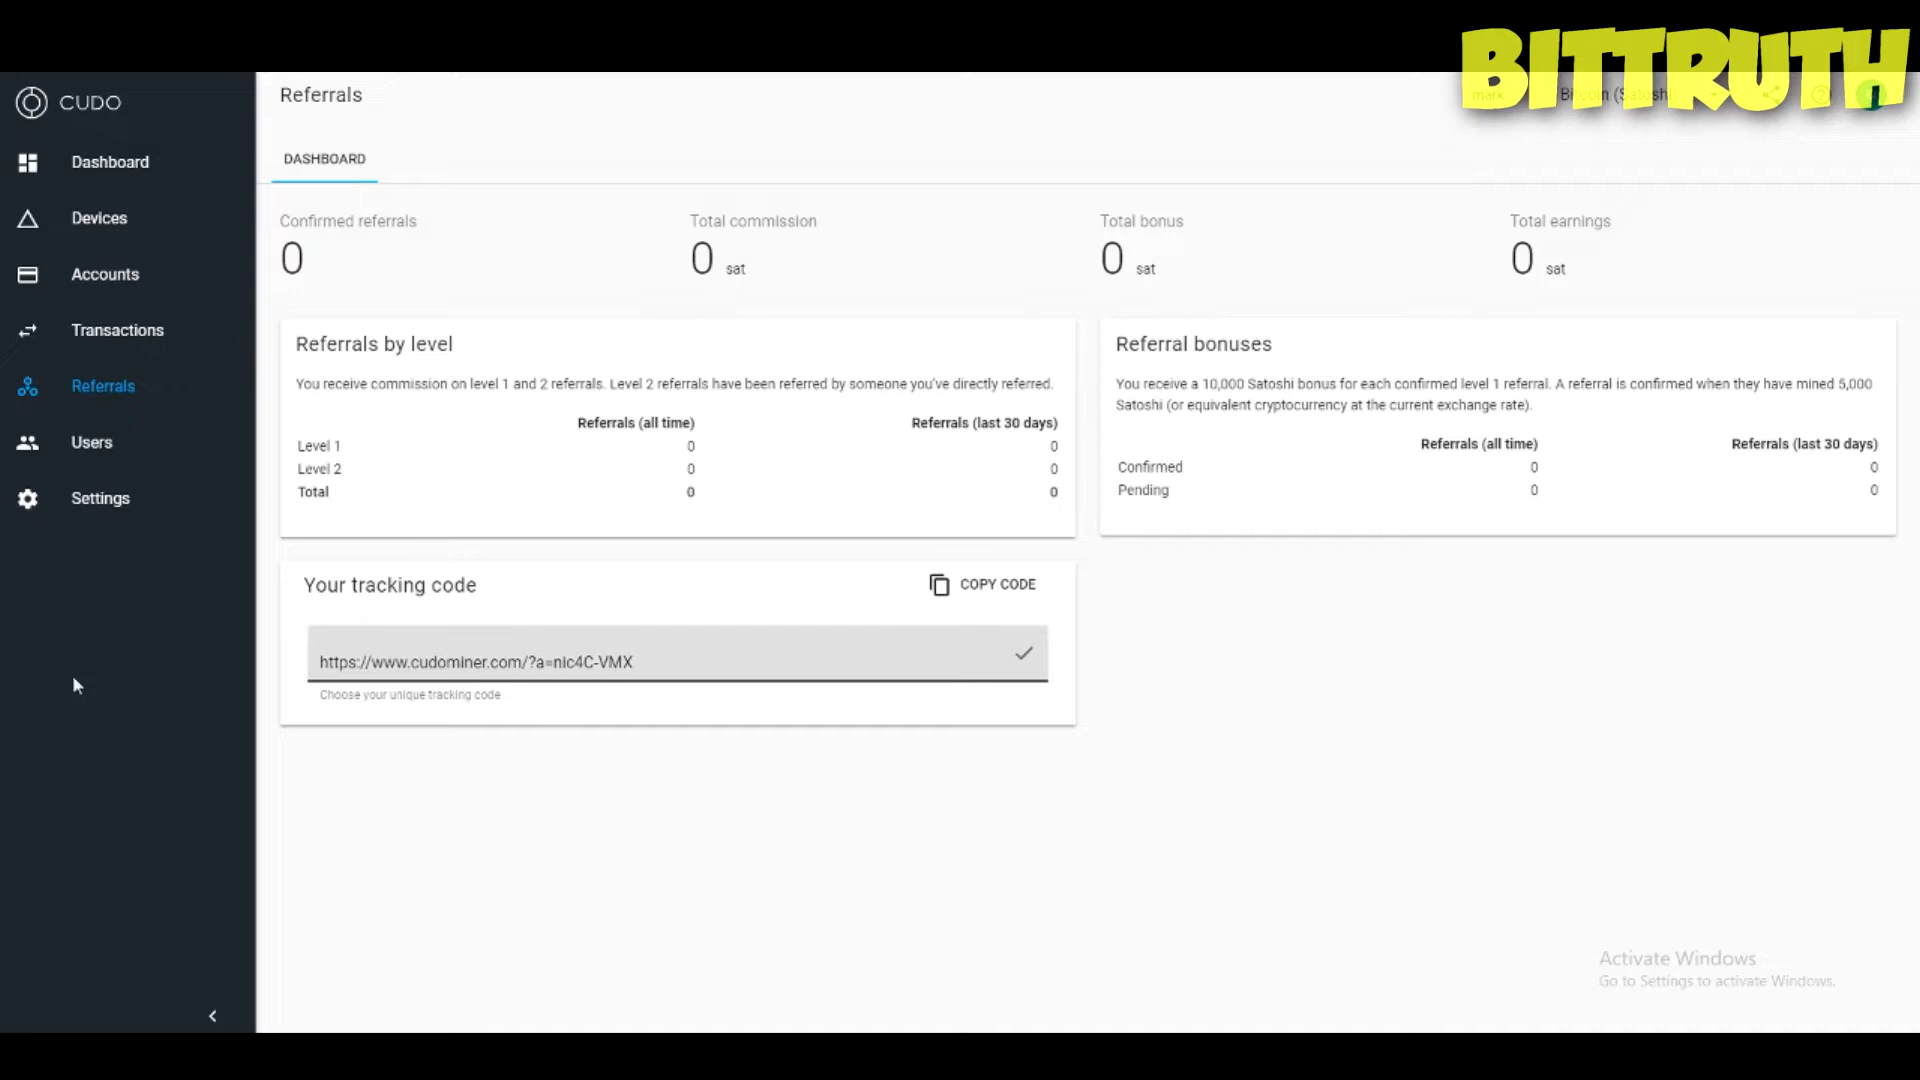 BITTRUTH
CUDO
Referrals
mark
Bitcoin (Satoshi)
Dashboard
Devices
Accounts
Transactions
Referrals
Users
Settings
DASHBOARD
Confirmed referrals
0
Total commission
0 sat
Total bonus
0 sat
Total earnings
0 sat
Referrals by level
You receive commission on level 1 and 2 referrals. Level 2 referrals have been referred by someone you've directly referred.
Referrals (all time) Referrals (last 30 days)
Level 1 0 0
Level 2 0 0
Total 0 0
Referral bonuses
You receive a 10,000 Satoshi bonus for each confirmed level 1 referral. A referral is confirmed when they have mined 5,000
Satoshi (or equivalent cryptocurrency at the current exchange rate).
Referrals (all time) Referrals (last 30 days)
Confirmed 0 0
Pending 0 0
Your tracking code
COPY CODE
https://www.cudominer.com/?a=nic4C-VMX
Choose your unique tracking code
Activate Windows
Go to Settings to activate Windows.